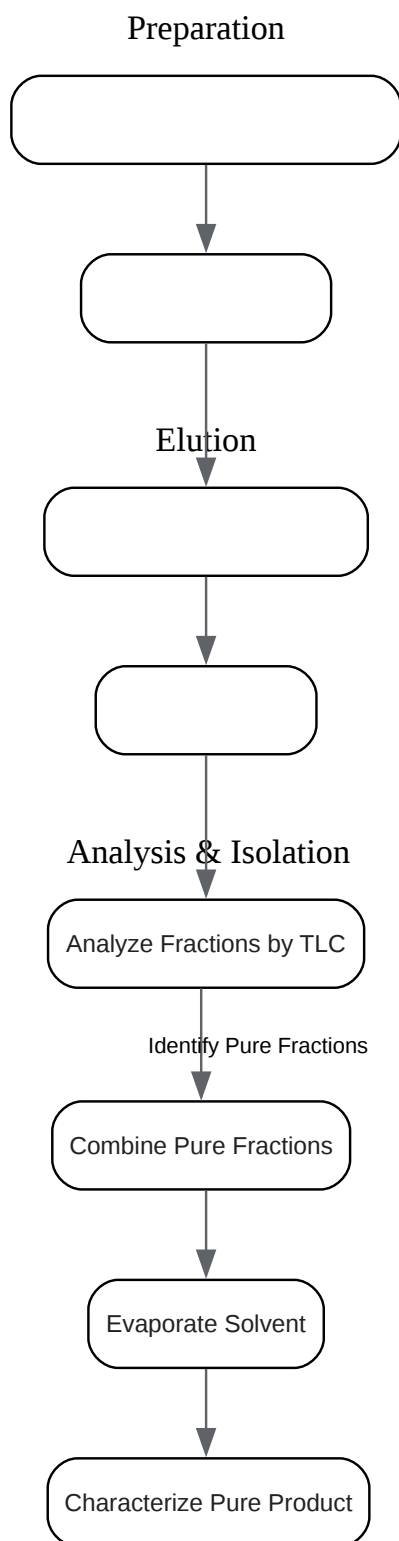 Preparation
Elution
Analysis & Isolation
Analyze Fractions by TLC
Identify Pure Fractions
Combine Pure Fractions
Evaporate Solvent
Characterize Pure Product